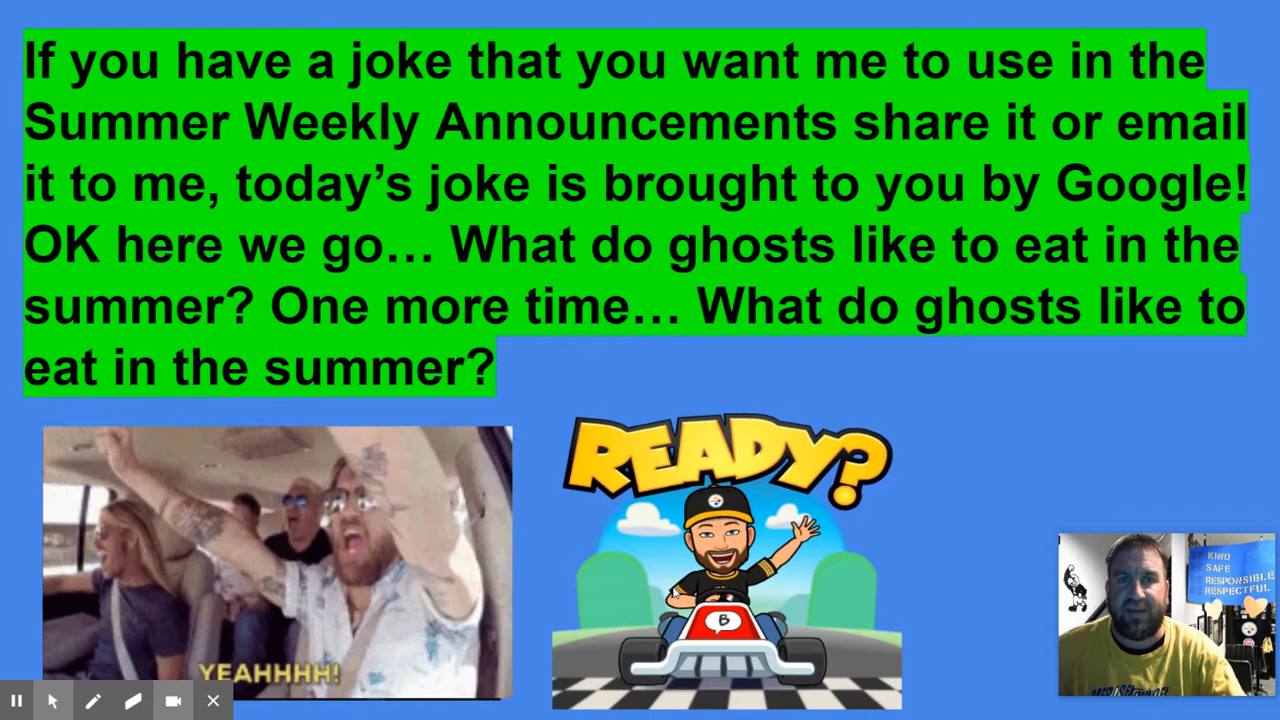 If you have a joke that you want me to use in the
Summer Weekly Announcements share it or email
it to me, today’s joke is brought to you by Google!
OK here we go… What do ghosts like to eat in the
summer? One more time… What do ghosts like to
eat in the summer?
READY?
B
YEAHHHH!
KIND
SAFE
RESPONSIBLE
RESPECTFUL